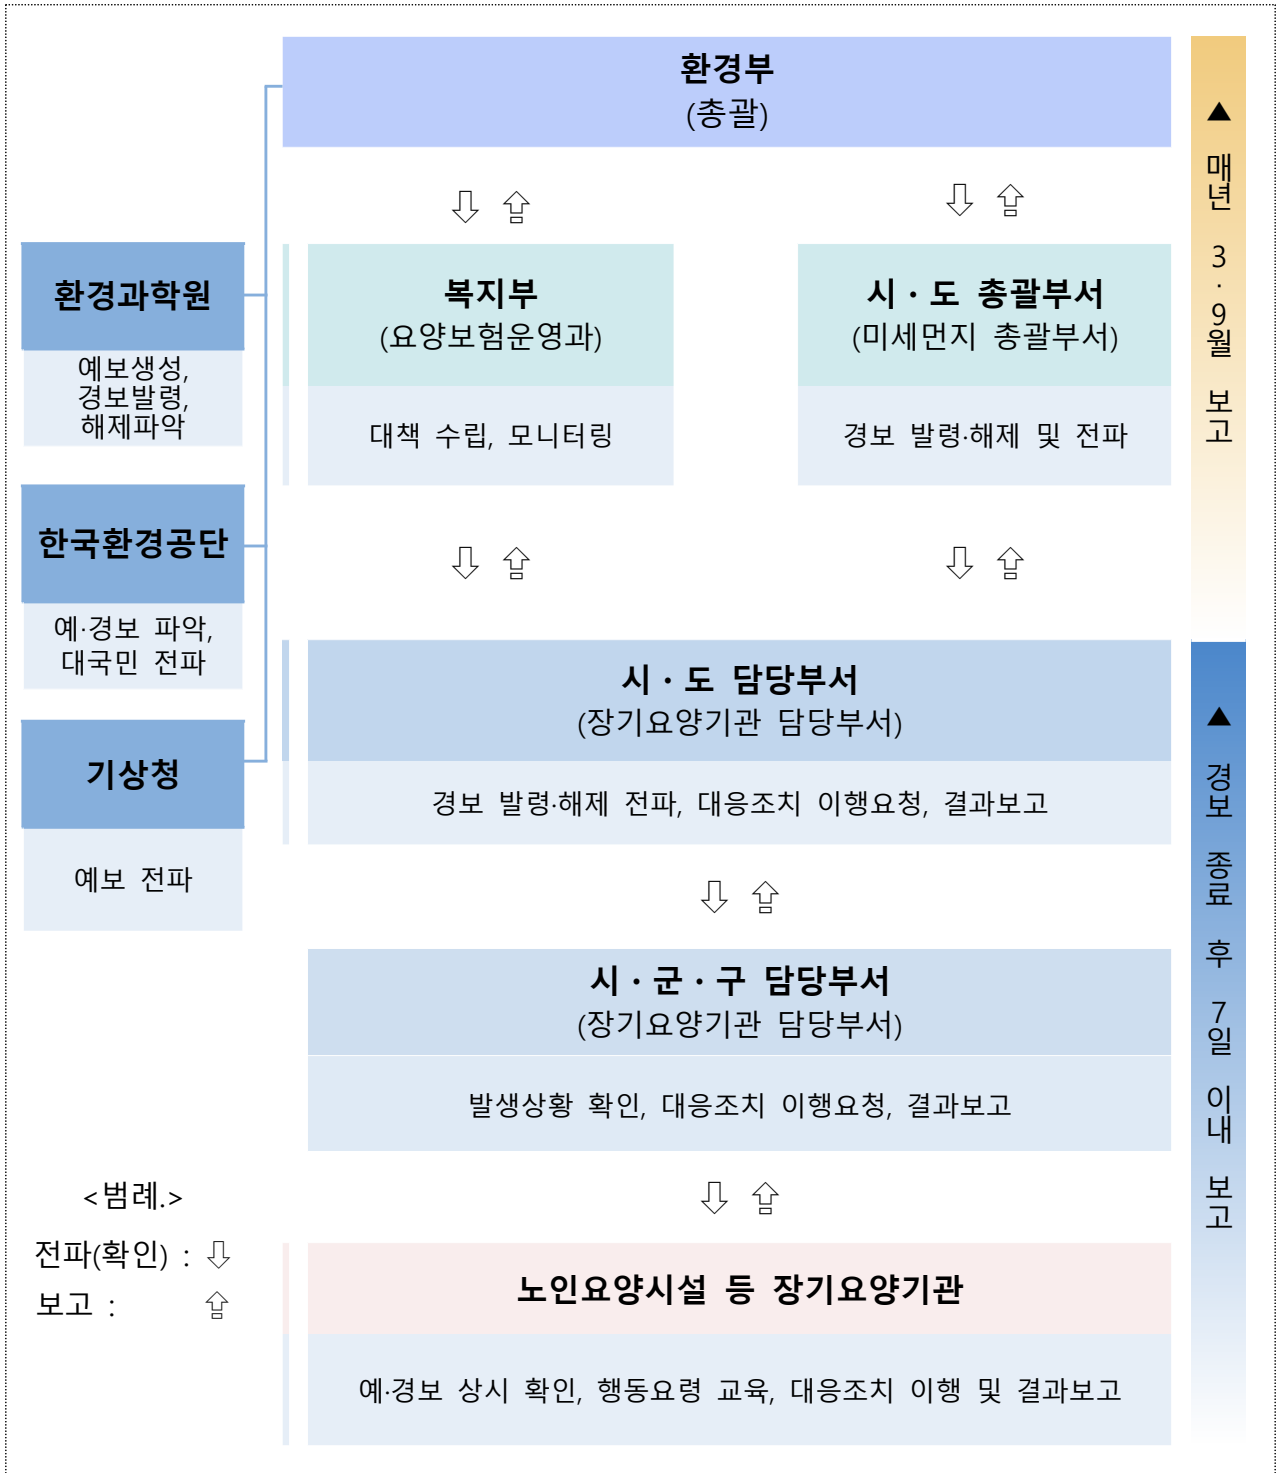 환경부
(총괄)
환경과학원
예보생성,
경보발령,
해제파악
한국환경공단
예·경보 파악,
대국민 전파
기상청
예보 전파
복지부
(요양보험운영과)
대책 수립, 모니터링
시·도 총괄부서
(미세먼지 총괄부서)
경보 발령·해제 및 전파
시·도 담당부서
(장기요양기관 담당부서)
경보 발령·해제 전파, 대응조치 이행요청, 결과보고
시·군·구 담당부서
(장기요양기관 담당부서)
발생상황 확인, 대응조치 이행요청, 결과보고
노인요양시설 등 장기요양기관
예·경보 상시 확인, 행동요령 교육, 대응조치 이행 및 결과보고
<범례.>
전파(확인) : ⇩
보고 : ⇧
▲ 매년 3·9월 보고
▲ 경보 종료 후 7일 이내 보고